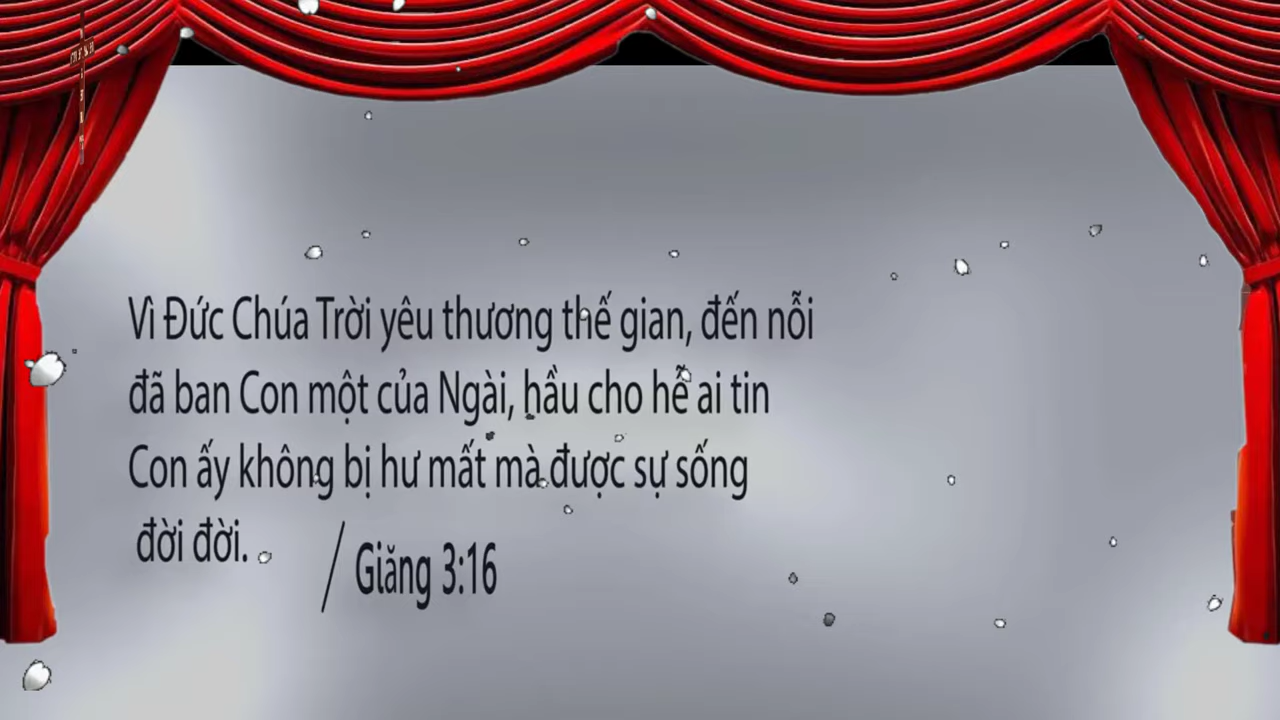 Vì Đức Chúa Trời yêu thương thế gian, đến nỗi
đã ban Con một của Ngài, hầu cho hễ ai tin
Con ấy không bị hư mất mà được sự sống
đời đời.
/ Giăng 3:16